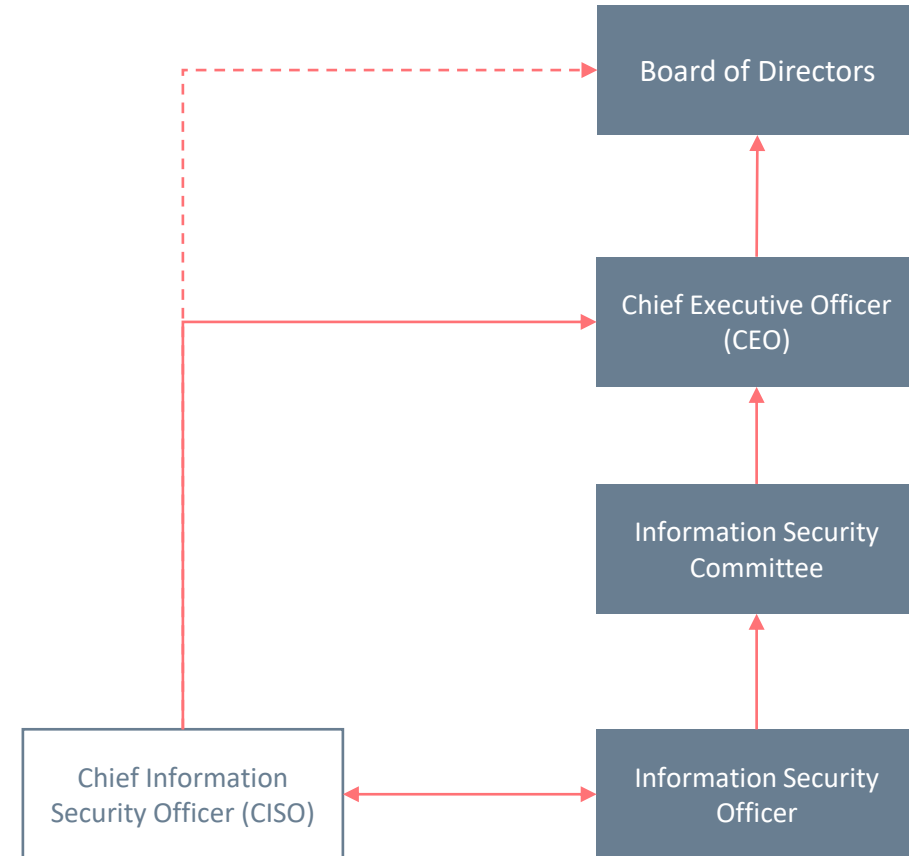 Board of Directors
Chief Executive Officer
(CEO)
Information Security
Committee
Chief Information
Security Officer (CISO)
Information Security
Officer